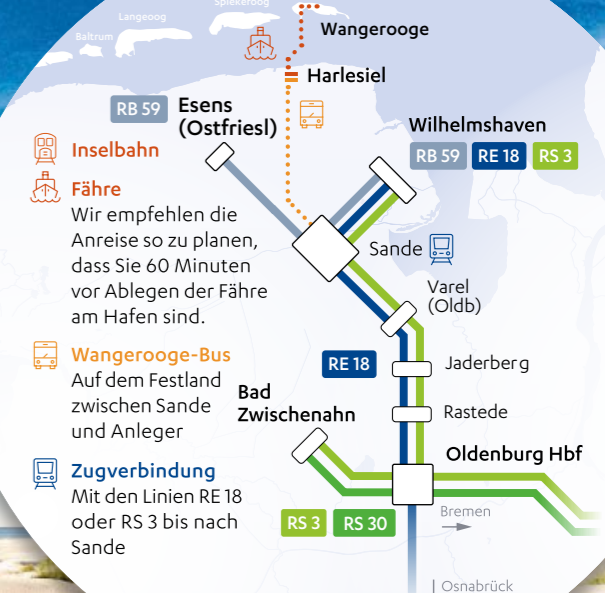 Spiekeroog
Langeoog
Baltrum
Wangerooge
Harlesiel
RB 59
Esens
(Ostfriesl)
Wilhelmshaven
RB 59 RE 18 RS 3
Inselbahn
Fähre
Wir empfehlen die
Anreise so zu planen,
dass Sie 60 Minuten
vor Ablegen der Fähre
am Hafen sind.
Sande
Varel
(Oldb)
Wangerooge-Bus
Auf dem Festland
zwischen Sande
und Anleger
RE 18
Jaderberg
Rastede
Bad
Zwischenahn
Oldenburg Hbf
Zugverbindung
Mit den Linien RE 18
oder RS 3 bis nach
Sande
RS 3 RS 30
Bremen
Osnabrück